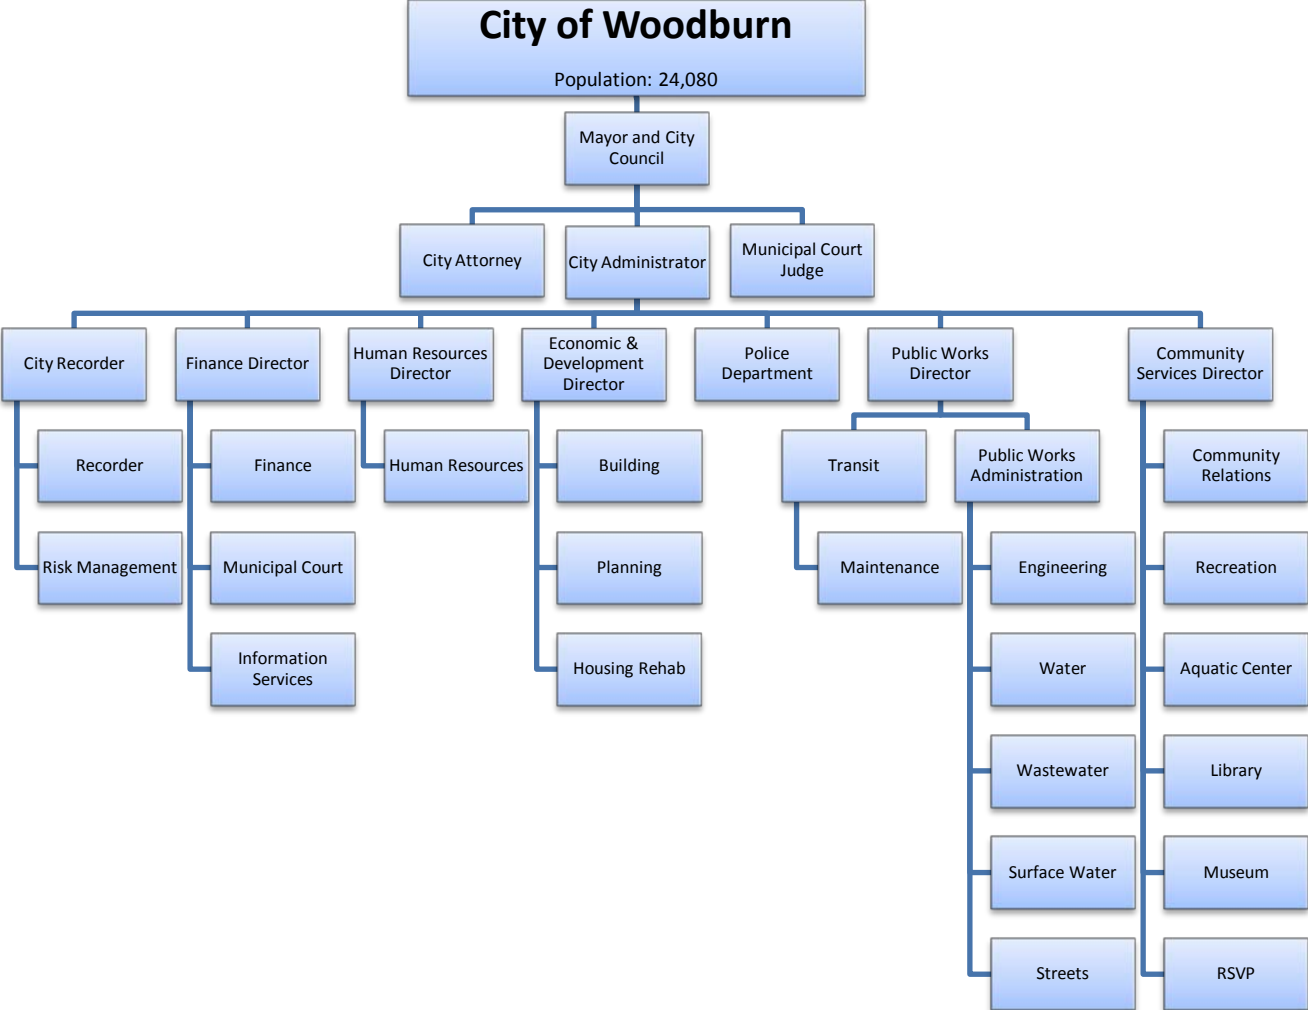 City of Woodburn
Population: 24,080
Mayor and City
Council
City Attorney
City Administrator
Municipal Court
Judge
City Recorder
Finance Director
Human Resources
Director
Economic &
Development
Director
Police
Department
Public Works
Director
Community
Services Director
Recorder
Finance
Human Resources
Building
Transit
Public Works
Administration
Community
Relations
Risk Management
Municipal Court
Planning
Maintenance
Engineering
Recreation
Information
Services
Housing Rehab
Water
Aquatic Center
Wastewater
Library
Surface Water
Museum
Streets
RSVP